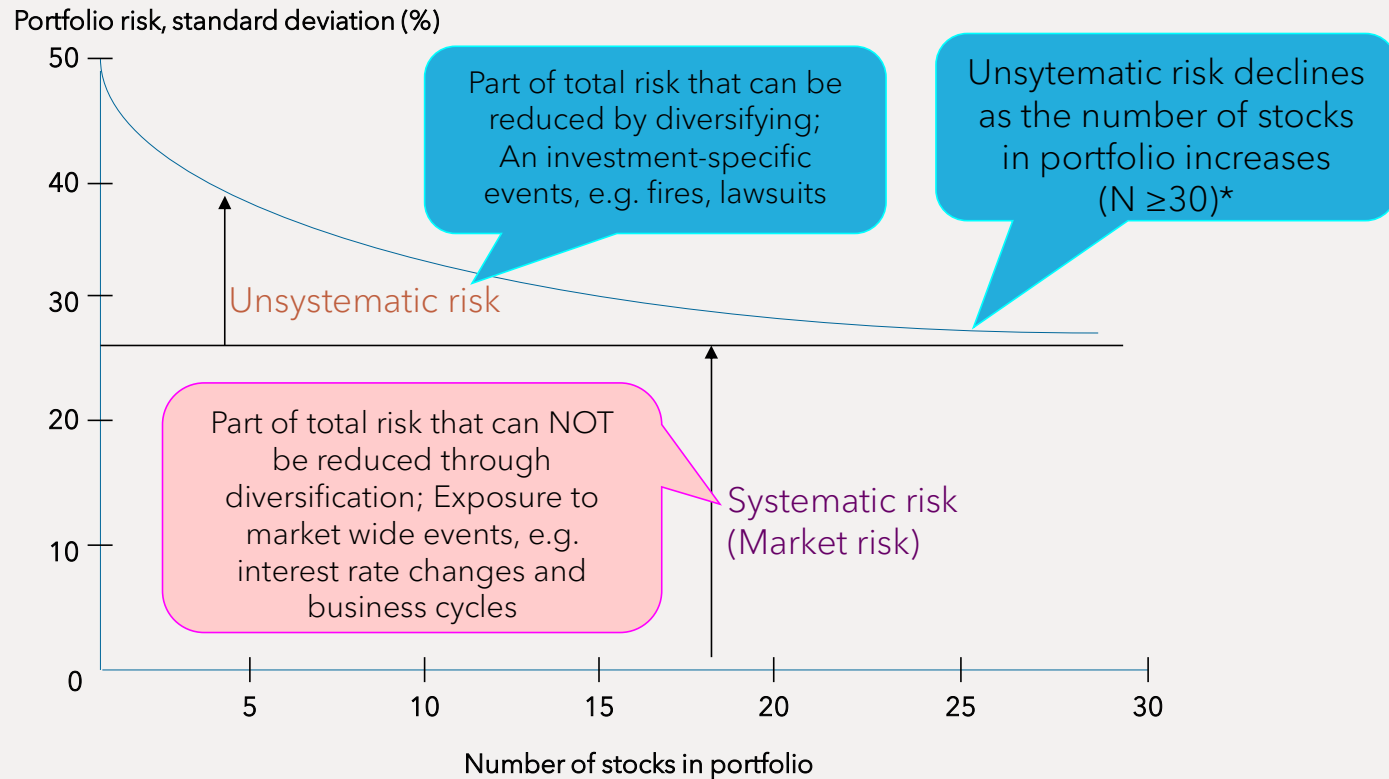 Portfolio risk, standard deviation (%)
50
40
30
20
10
0
Part of total risk that can be
reduced by diversifying;
An investment-specific
events, e.g. fires, lawsuits
Unsytematic risk declines
as the number of stocks
in portfolio increases
(N ≥30)*
Unsystematic risk
Part of total risk that can NOT
be reduced through
diversification; Exposure to
market wide events, e.g.
interest rate changes and
business cycles
Systematic risk
(Market risk)
5
10
15
20
25
30
Number of stocks in portfolio